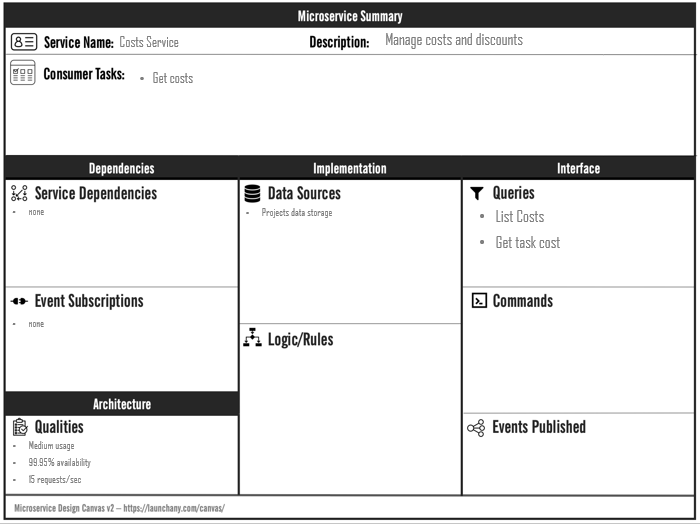 Microservice Summary
Service Name: Costs Service
Description: Manage costs and discounts
Consumer Tasks:
• Get costs
Dependencies
Implementation
Interface
Service Dependencies
- none
Data Sources
- Projects data storage
Queries
• List Costs
• Get task cost
Event Subscriptions
- none
Commands
Logic/Rules
Architecture
Qualities
- Medium usage
- 99.95% availability
- 15 requests/sec
Events Published
Microservice Design Canvas v2 – https://launchany.com/canvas/